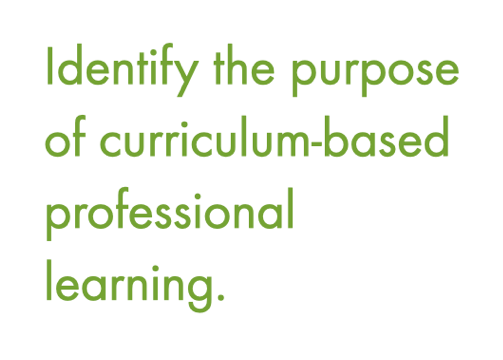 Identify the purpose
of curriculum-based
professional
learning.